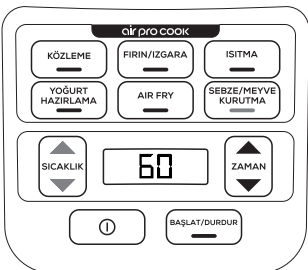 air pro cook
KÖZLEME
FIRIN/IZGARA
ISITMA
YOĞURT
HAZIRLAMA
AIR FRY
SEBZE/MEYVE
KURUTMA
SICAKLIK
60
ZAMAN
BAŞLAT/DURDUR